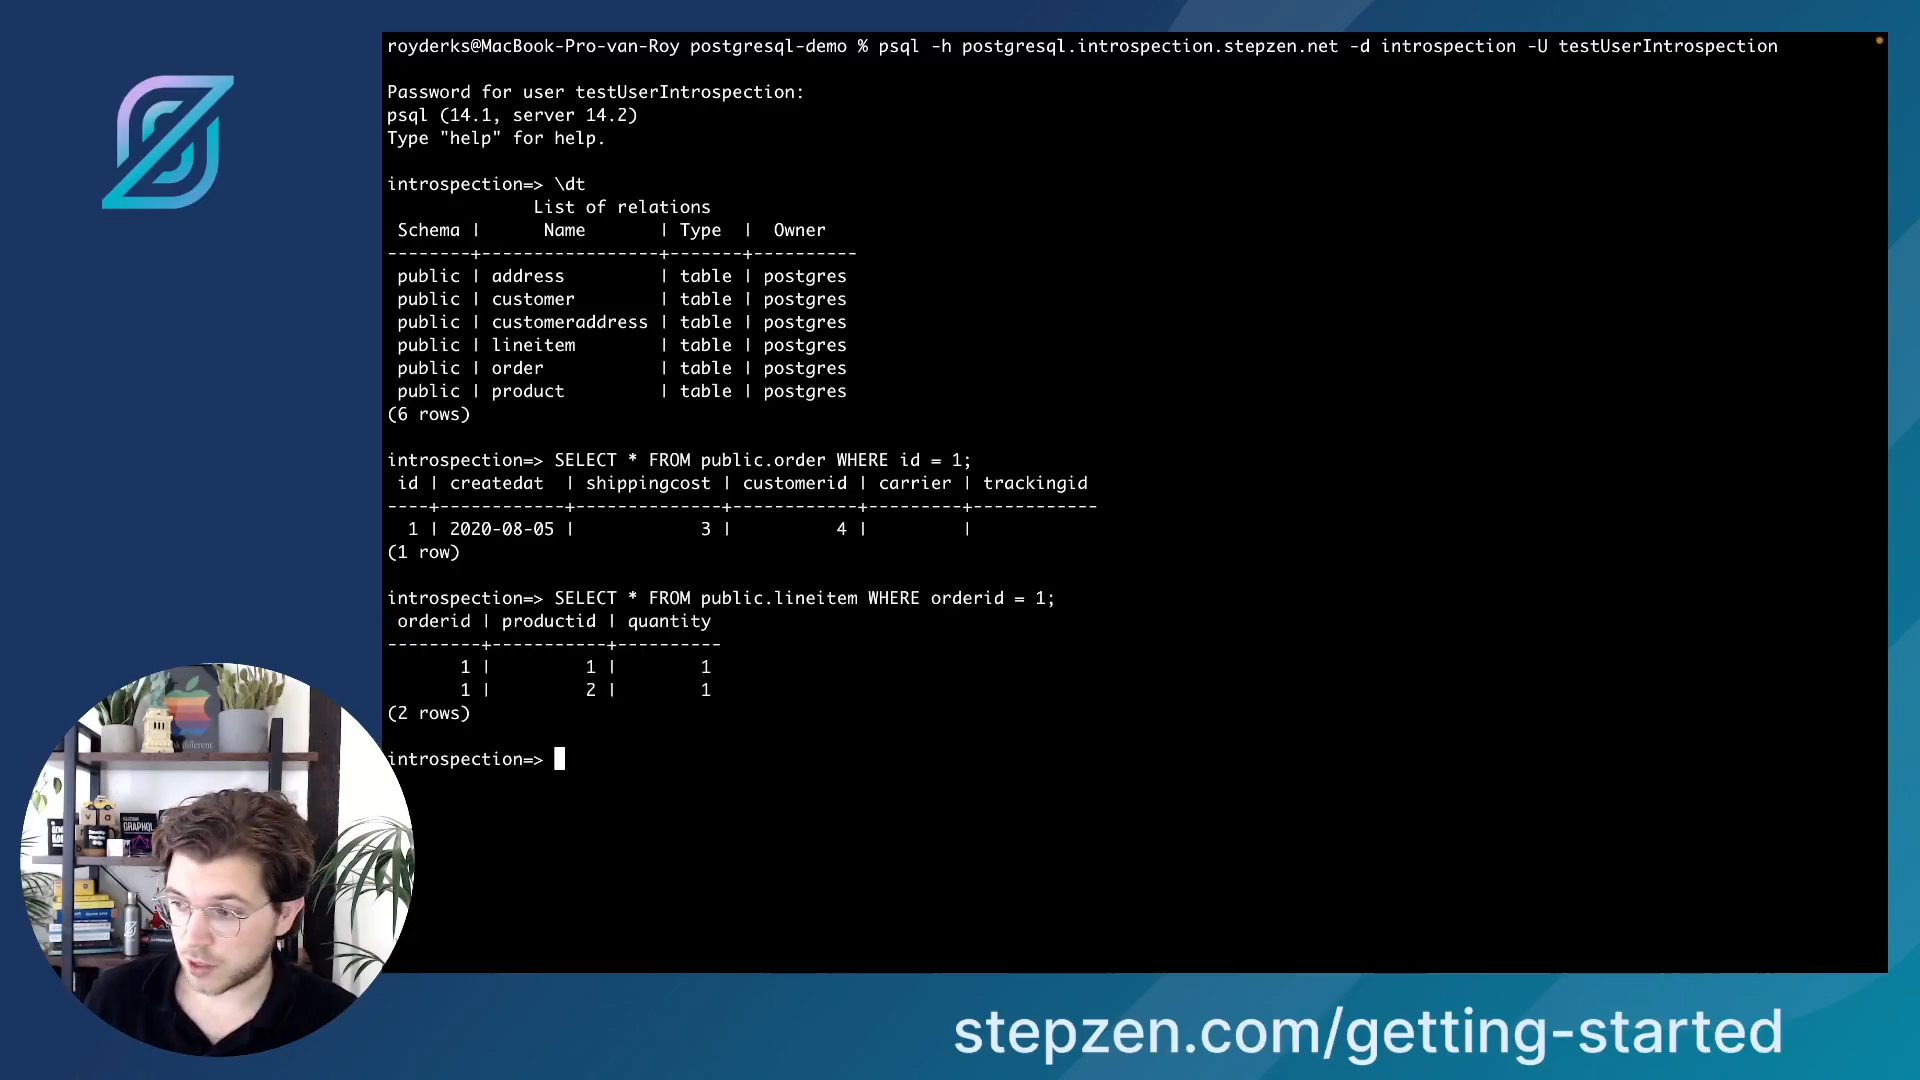 royderks@MacBook-Pro-van-Roy postgresql-demo % psql -h postgresql.introspection.stepzen.net -d introspection -U testUserIntrospection
Password for user testUserIntrospection:
psql (14.1, server 14.2)
Type "help" for help.
introspection=> \dt
List of relations
Schema | Name | Type | Owner
--------+-----------------+-------+----------
public | address | table | postgres
public | customer | table | postgres
public | customeraddress | table | postgres
public | lineitem | table | postgres
public | order | table | postgres
public | product | table | postgres
(6 rows)
introspection=> SELECT * FROM public.order WHERE id = 1;
id | createdat | shippingcost | customerid | carrier | trackingid
----+------------+--------------+------------+---------+------------
1 | 2020-08-05 | 3 | 4 | |
(1 row)
introspection=> SELECT * FROM public.lineitem WHERE orderid = 1;
orderid | productid | quantity
---------+-----------+----------
1 | 1 | 1
1 | 2 | 1
(2 rows)
introspection=>
GRAPHQL
stepzen.com/getting-started